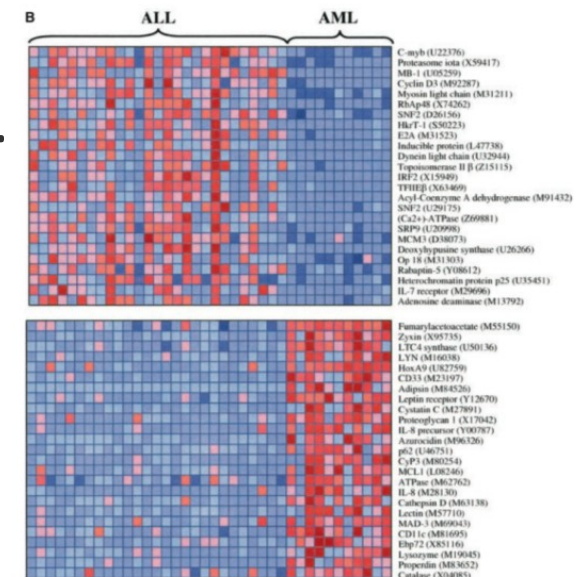 B
ALL AML
C-myb (U22376)
Proteasome iota (X59417)
MB-1 (U05259)
Cyclin D3 (M92287)
Myosin light chain (M31211)
RbAp48 (X74262)
SNF2 (D26156)
HkrT-1 (S50223)
E2A (M31523)
Inducible protein (L47738)
Dynein light chain (U32944)
Topoisomerase II β (Z15115)
IRF2 (X15949)
TFIIEβ (X63469)
Acyl-Coenzyme A dehydrogenase (M91432)
SNF2 (U29175)
(Ca2+)-ATPase (Z69881)
SRP9 (U20998)
MCM3 (D38073)
Deoxyhypusine synthase (U26266)
Op 18 (M31303)
Rabaptin-5 (Y08612)
Heterochromatin protein p25 (U35451)
IL-7 receptor (M29696)
Adenosine deaminase (M13792)
Fumarylacetoacetate (M55150)
Zyxin (X95735)
LTC4 synthase (U50136)
LYN (M16038)
HoxA9 (U82759)
CD33 (M23197)
Adipsin (M84526)
Leptin receptor (Y12670)
Cystatin C (M27891)
Proteoglycan 1 (X17042)
IL-8 precursor (Y00787)
Azurocidin (M96326)
p62 (U46751)
CyP3 (M80254)
MCL1 (L08246)
ATPase (M62762)
IL-8 (M28130)
Cathepsin D (M63138)
Lectin (M57710)
MAD-3 (M69043)
CD11c (M81695)
Ebp72 (X85116)
Lysozyme (M19045)
Properdin (M83652)
Catalase (X04085)